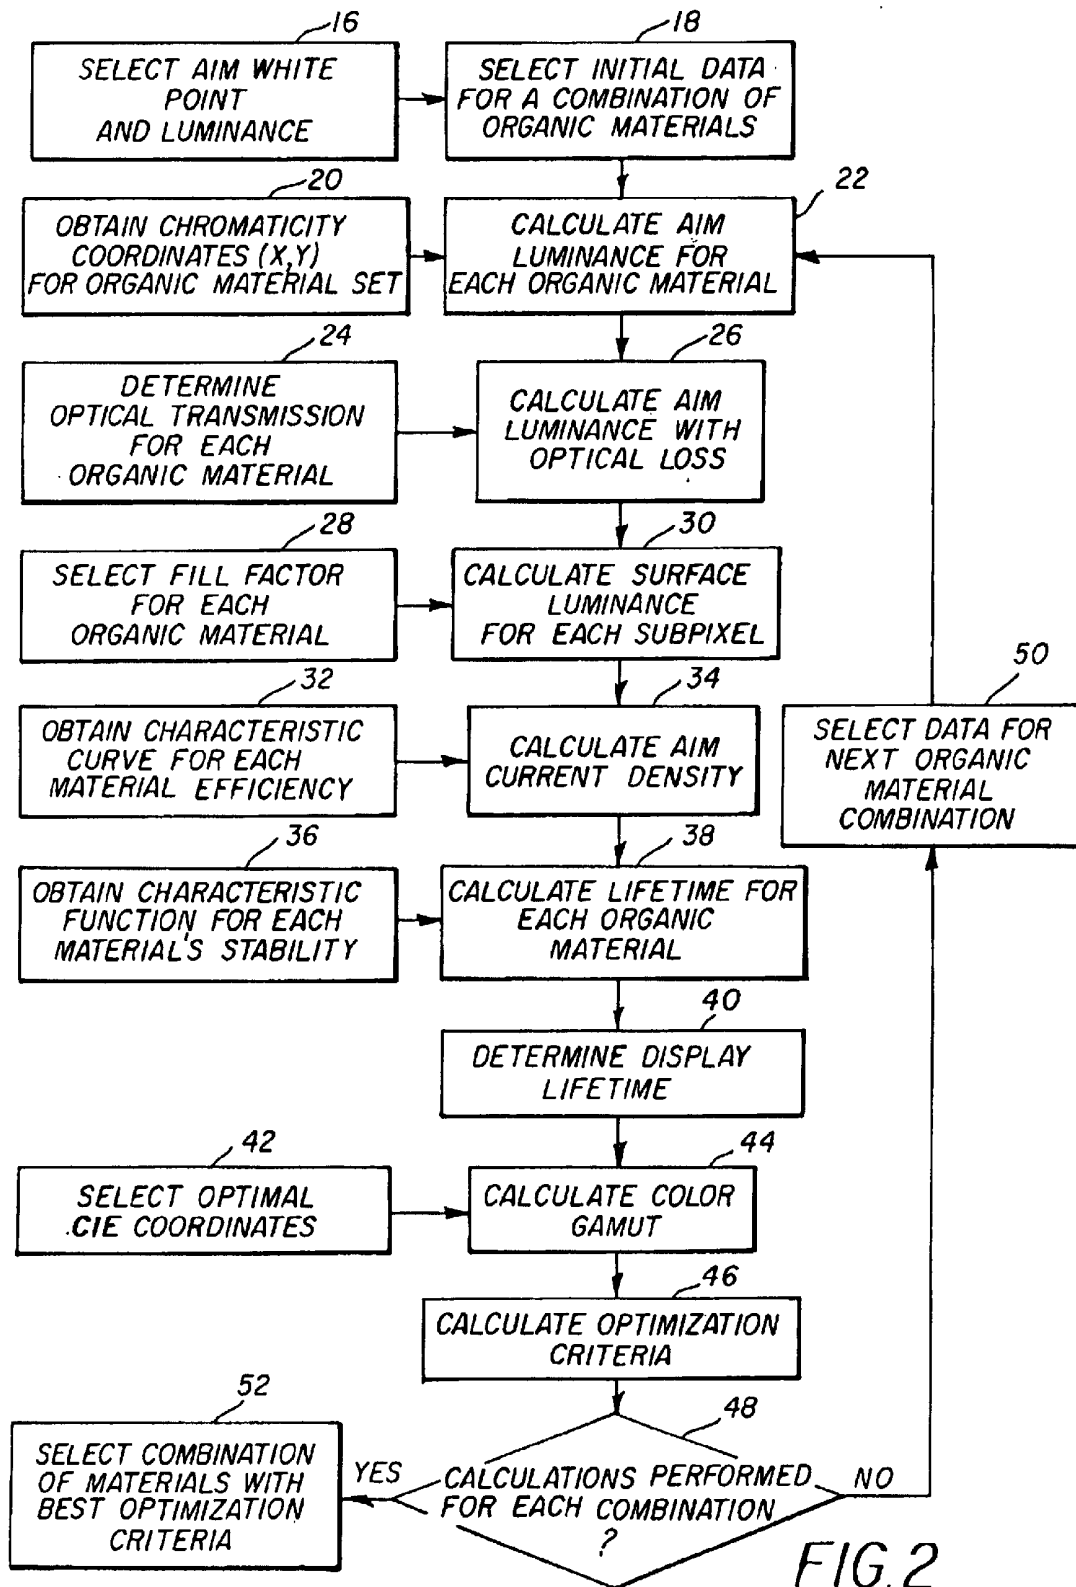 16
SELECT AIM WHITE
POINT
AND LUMINANCE
18
SELECT INITIAL DATA
FOR A COMBINATION OF
ORGANIC MATERIALS
20
OBTAIN CHROMATICITY
COORDINATES (X,Y)
FOR ORGANIC MATERIAL SET
22
CALCULATE AIM
LUMINANCE FOR
EACH ORGANIC MATERIAL
24
DETERMINE
OPTICAL TRANSMISSION
FOR EACH
ORGANIC MATERIAL
26
CALCULATE AIM
LUMINANCE WITH
OPTICAL LOSS
28
SELECT FILL FACTOR
FOR EACH
ORGANIC MATERIAL
30
CALCULATE SURFACE
LUMINANCE
FOR EACH SUBPIXEL
32
OBTAIN CHARACTERISTIC
CURVE FOR EACH
MATERIAL EFFICIENCY
34
CALCULATE AIM
CURRENT DENSITY
50
SELECT DATA FOR
NEXT ORGANIC
MATERIAL
COMBINATION
36
OBTAIN CHARACTERISTIC
FUNCTION FOR EACH
MATERIAL'S STABILITY
38
CALCULATE LIFETIME FOR
EACH ORGANIC
MATERIAL
40
DETERMINE DISPLAY
LIFETIME
42
SELECT OPTIMAL
CIE COORDINATES
44
CALCULATE COLOR
GAMUT
46
CALCULATE OPTIMIZATION
CRITERIA
48
CALCULATIONS PERFORMED
FOR EACH COMBINATION
?
YES
NO
52
SELECT COMBINATION
OF MATERIALS WITH
BEST OPTIMIZATION
CRITERIA
FIG. 2